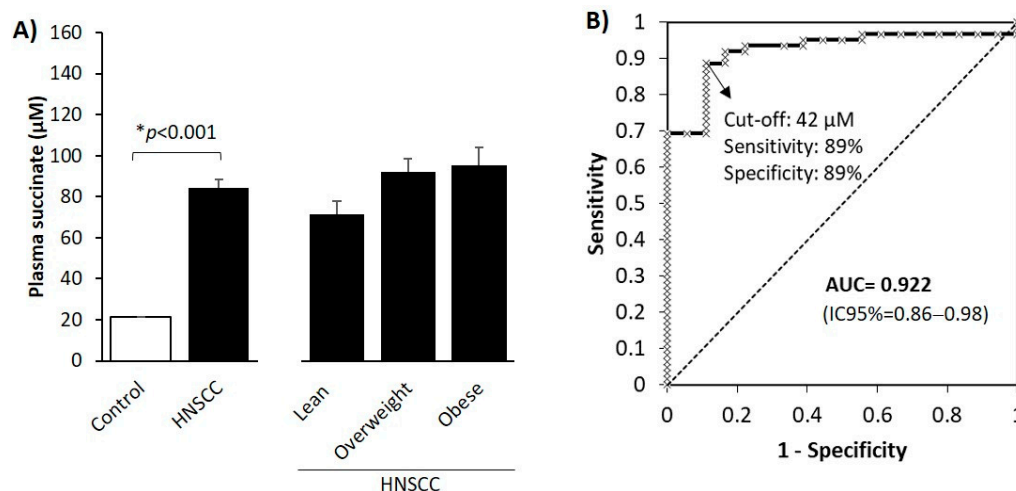 A)
Plasma succinate (µM)
160
140
120
100
80
60
40
20
0
*p<0.001
Control
HNSCC
Lean
Overweight
Obese
HNSCC
B)
Sensitivity
1
0.9
0.8
0.7
0.6
0.5
0.4
0.3
0.2
0.1
0
Cut-off: 42 µM
Sensitivity: 89%
Specificity: 89%
AUC= 0.922
(IC95%=0.86–0.98)
0 0.2 0.4 0.6 0.8 1
1 - Specificity